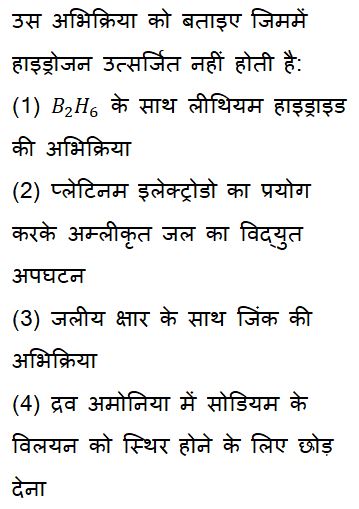 उस अभिक्रिया को बताइए जिममें
हाइड्रोजन उत्सर्जित नहीं होती है:
(1) B₂H₆ के साथ लीथियम हाइड्राइड
की अभिक्रिया
(2) प्लेटिनम इलेक्ट्रोडो का प्रयोग
करके अम्लीकृत जल का विद्युत
अपघटन
(3) जलीय क्षार के साथ जिंक की
अभिक्रिया
(4) द्रव अमोनिया में सोडियम के
विलयन को स्थिर होने के लिए छोड़
देना